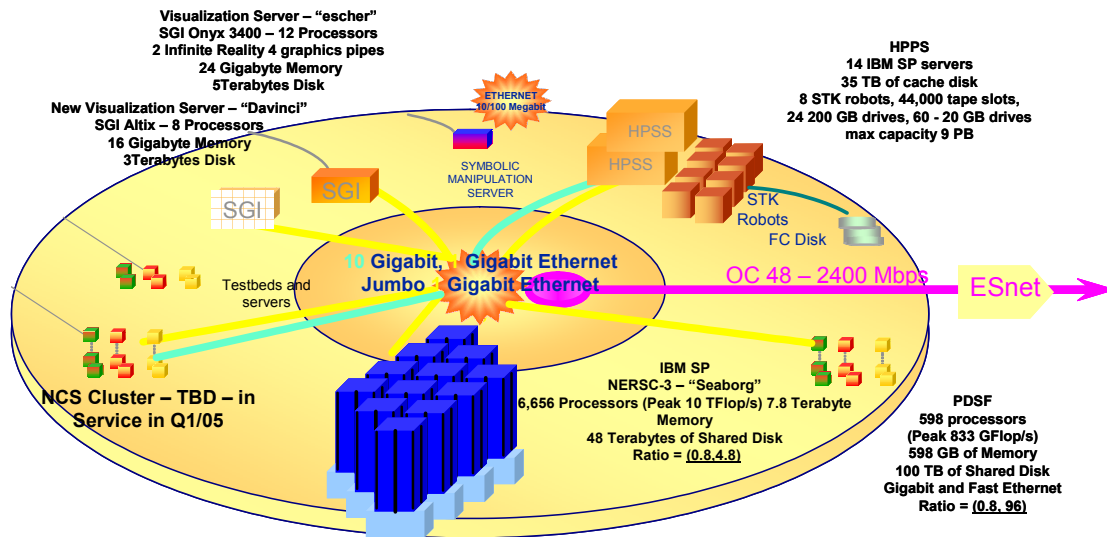 Visualization Server – “escher”
SGI Onyx 3400 – 12 Processors
2 Infinite Reality 4 graphics pipes
24 Gigabyte Memory
5Terabytes Disk
New Visualization Server – “Davinci”
SGI Altix – 8 Processors
16 Gigabyte Memory
3Terabytes Disk
ETHERNET
10/100 Megabit
SYMBOLIC
MANIPULATION
SERVER
HPSS
HPSS
HPPS
14 IBM SP servers
35 TB of cache disk
8 STK robots, 44,000 tape slots,
24 200 GB drives, 60 - 20 GB drives
max capacity 9 PB
SGI
SGI
STK
Robots
FC Disk
10 Gigabit, Gigabit Ethernet
Jumbo Gigabit Ethernet
OC 48 – 2400 Mbps
ESnet
Testbeds and
servers
NCS Cluster – TBD – in
Service in Q1/05
IBM SP
NERSC-3 – “Seaborg”
6,656 Processors (Peak 10 TFlop/s) 7.8 Terabyte
Memory
48 Terabytes of Shared Disk
Ratio = (0.8,4.8)
PDSF
598 processors
(Peak 833 GFlop/s)
598 GB of Memory
100 TB of Shared Disk
Gigabit and Fast Ethernet
Ratio = (0.8, 96)